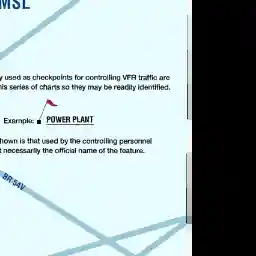 MSL
y used as checkpoints for controlling VFR traffic are
his series of charts so they may be readily identified.
Example: POWER PLANT
hown is that used by the controlling personnel
t necessarily the official name of the feature.
BR 54V